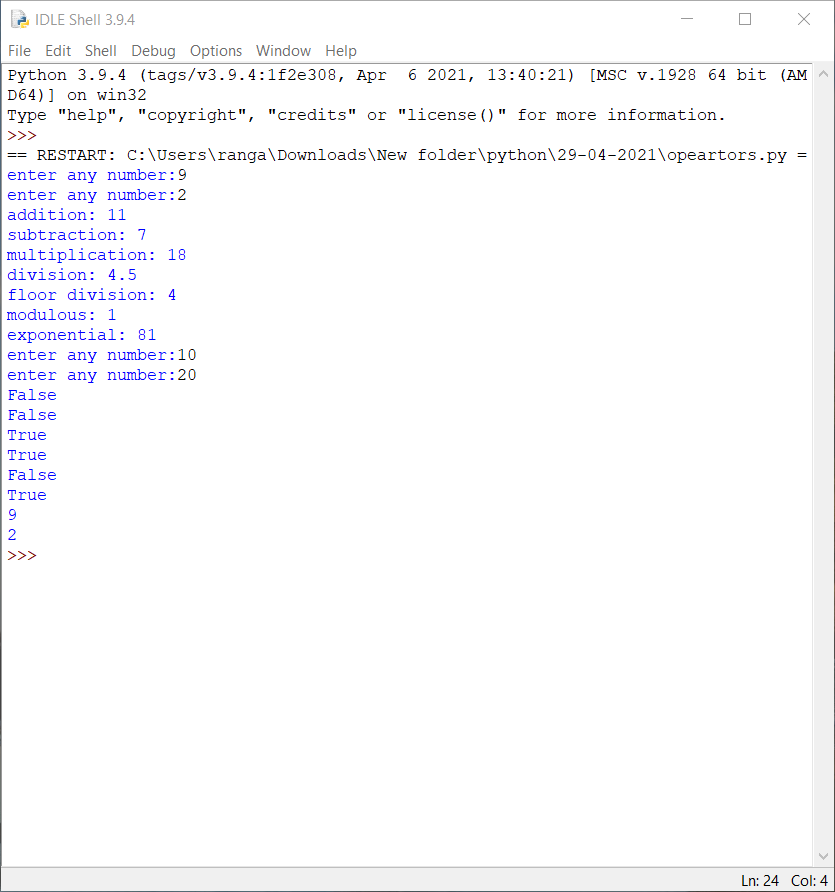 IDLE Shell 3.9.4
File Edit Shell Debug Options Window Help
Python 3.9.4 (tags/v3.9.4:1f2e308, Apr  6 2021, 13:40:21) [MSC v.1928 64 bit (AM
D64)] on win32
Type "help", "copyright", "credits" or "license()" for more information.
>>>
== RESTART: C:\Users\ranga\Downloads\New folder\python\29-04-2021\opeartors.py =
enter any number:9
enter any number:2
addition: 11
subtraction: 7
multiplication: 18
division: 4.5
floor division: 4
modulous: 1
exponential: 81
enter any number:10
enter any number:20
False
False
True
True
False
True
9
2
>>>
Ln: 24 Col: 4